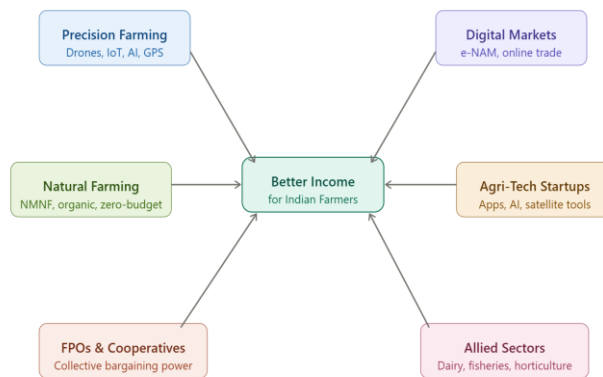 Precision Farming
Drones, IoT, AI, GPS
Digital Markets
e-NAM, online trade
Natural Farming
NMNF, organic, zero-budget
Better Income
for Indian Farmers
Agri-Tech Startups
Apps, AI, satellite tools
FPOs & Cooperatives
Collective bargaining power
Allied Sectors
Dairy, fisheries, horticulture